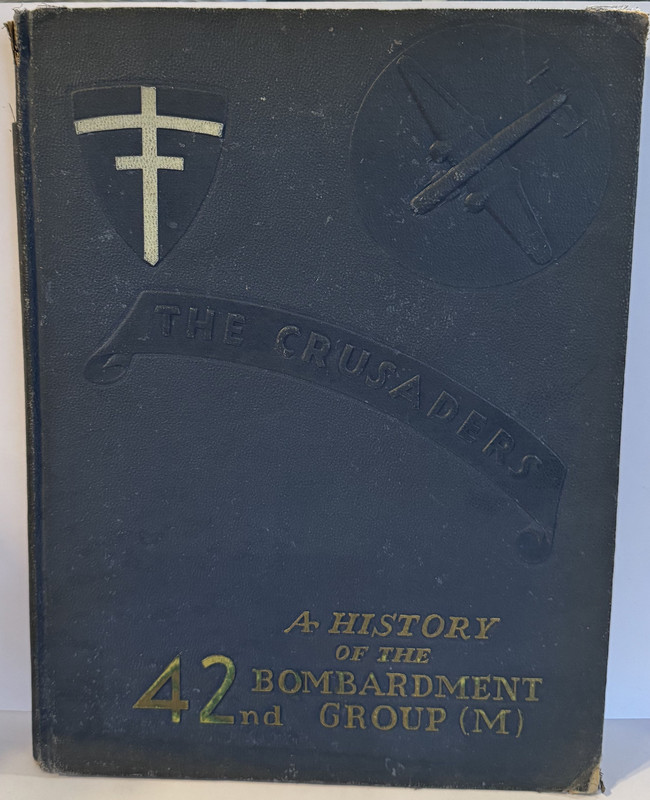 THE CRUSADERS
A HISTORY
OF THE
42nd BOMBARDMENT
GROUP (M)